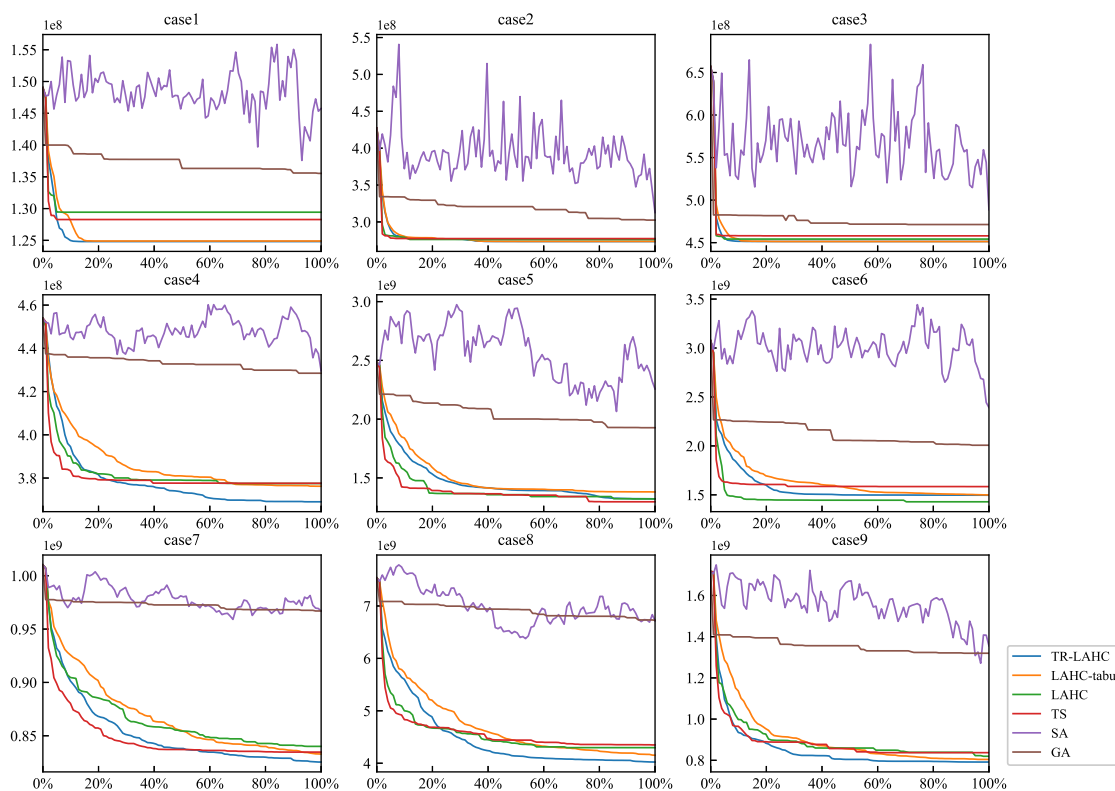 case1 case2 case3
1e8 1e8 1e8
1.55
1.50
1.45
1.40
1.35
1.30
1.25
5.5
5.0
4.5
4.0
3.5
3.0
2.5
6.5
6.0
5.5
5.0
4.5
0% 20% 40% 60% 80% 100%
0% 20% 40% 60% 80% 100%
0% 20% 40% 60% 80% 100%
case4 case5 case6
1e8 1e9 1e9
4.6
4.4
4.2
4.0
3.8
3.0
2.5
2.0
1.5
3.5
3.0
2.5
2.0
1.5
0% 20% 40% 60% 80% 100%
0% 20% 40% 60% 80% 100%
0% 20% 40% 60% 80% 100%
case7 case8 case9
1e9 1e9 1e9
1.00
0.95
0.90
0.85
7
6
5
4
1.6
1.4
1.2
1.0
0.8
0% 20% 40% 60% 80% 100%
0% 20% 40% 60% 80% 100%
0% 20% 40% 60% 80% 100%
TR-LAHC
LAHC-tabu
LAHC
TS
SA
GA